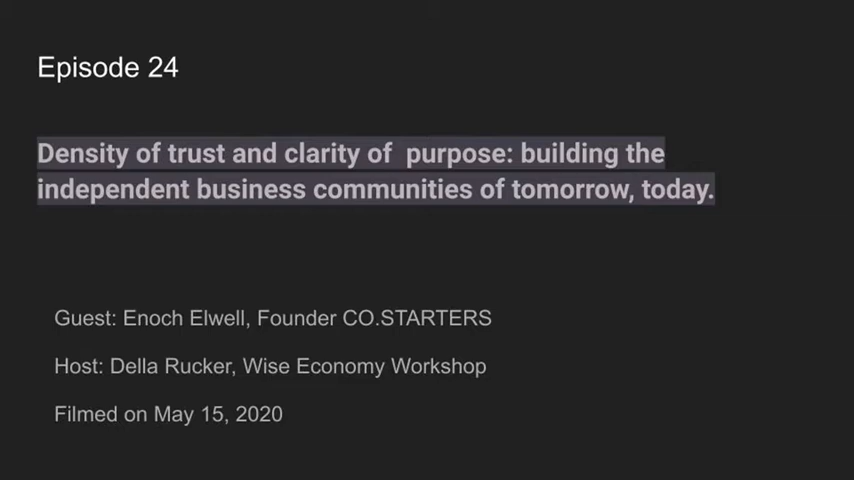 Episode 24
Density of trust and clarity of  purpose: building the
independent business communities of tomorrow, today.
Guest: Enoch Elwell, Founder CO.STARTERS
Host: Della Rucker, Wise Economy Workshop
Filmed on May 15, 2020